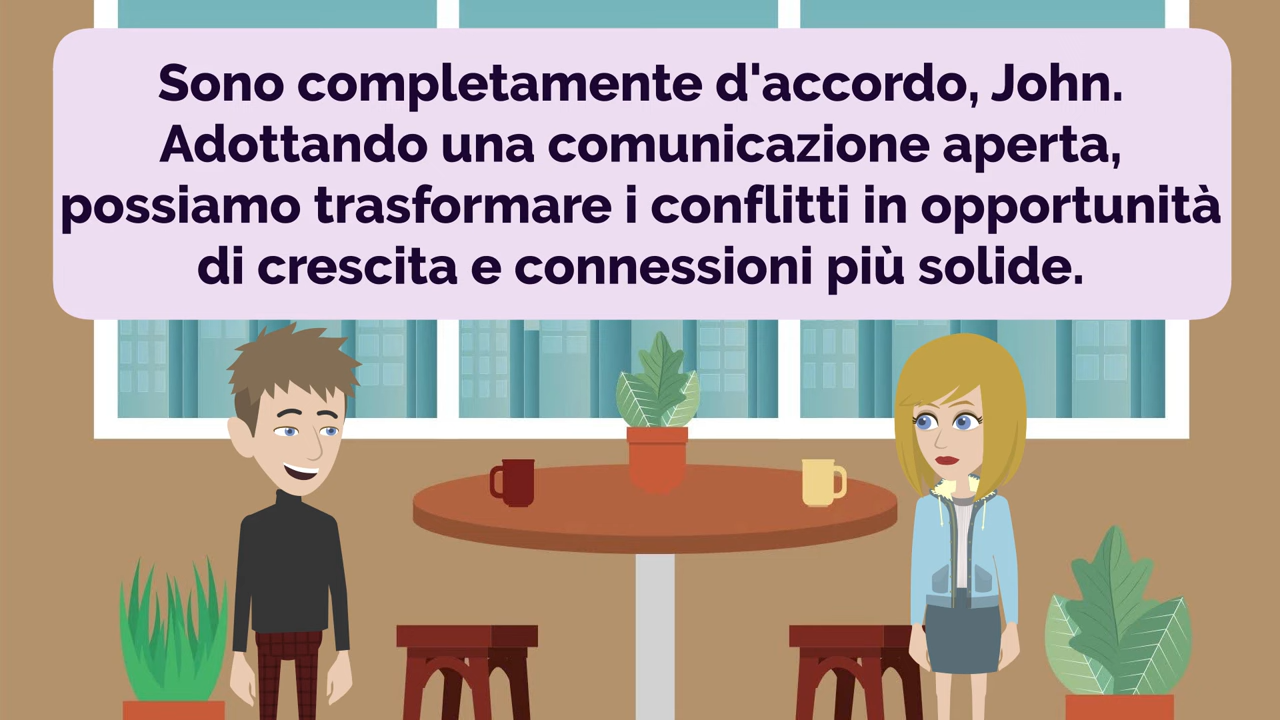 Sono completamente d'accordo, John.
Adottando una comunicazione aperta,
possiamo trasformare i conflitti in opportunità
di crescita e connessioni più solide.